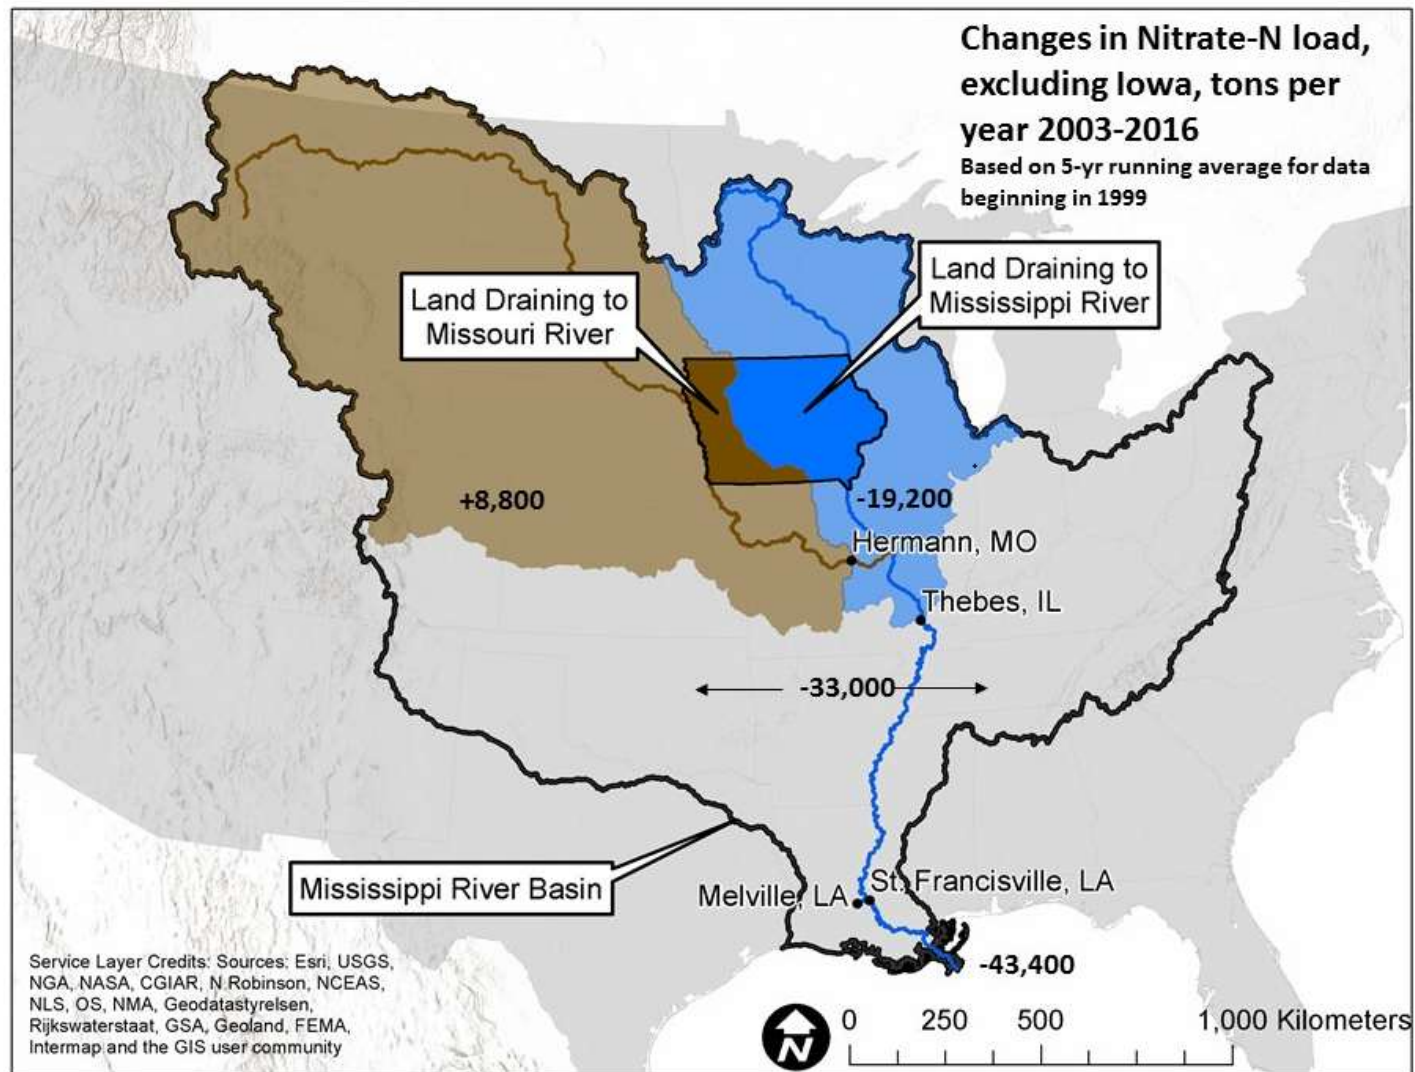 Changes in Nitrate-N load,
excluding Iowa, tons per
year 2003-2016
Based on 5-yr running average for data
beginning in 1999
Land Draining to
Mississippi River
Land Draining to
Missouri River
+8,800
-19,200
Hermann, MO
Thebes, IL
-33,000
Mississippi River Basin
Melville, LA
St. Francisville, LA
-43,400
Service Layer Credits: Sources: Esri, USGS,
NGA, NASA, CGIAR, N Robinson, NCEAS,
NLS, OS, NMA, Geodatastyrelsen,
Rijkswaterstaat, GSA, Geoland, FEMA,
Intermap and the GIS user community
N
0 250 500 1,000 Kilometers